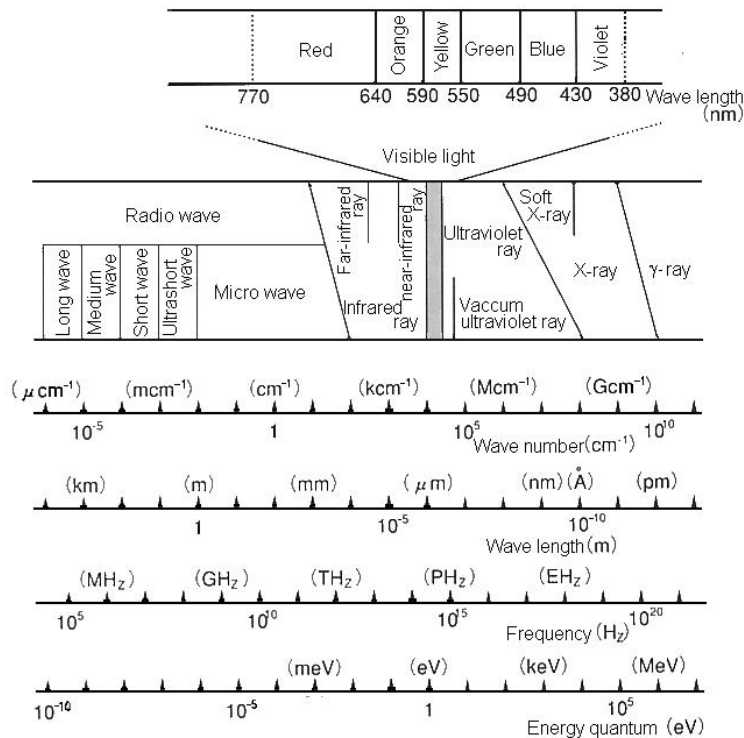 Red
Orange
Yellow
Green
Blue
Violet
770 640 590 550 490 430 380 Wave length
(nm)
Visible light
Radio wave
Long wave
Medium
wave
Short wave
Ultrashort
wave
Micro wave
Far-infrared
ray
near-infrared
ray
Infrared
ray
Ultraviolet
ray
Vaccum
ultraviolet ray
Soft
X-ray
X-ray
γ-ray
(μcm⁻¹) (mcm⁻¹) (cm⁻¹) (kcm⁻¹) (Mcm⁻¹) (Gcm⁻¹)
10⁻⁵ 1 10⁵ 10¹⁰
Wave number(cm⁻¹)
(km) (m) (mm) (μm) (nm) (Å) (pm)
1 10⁻⁵ 10⁻¹⁰
Wave length(m)
(MHz) (GHz) (THz) (PHz) (EHz)
10⁵ 10¹⁰ 10¹⁵ 10²⁰
Frequency (Hz)
(meV) (eV) (keV) (MeV)
10⁻¹⁰ 10⁻⁵ 1 10⁵
Energy quantum (eV)